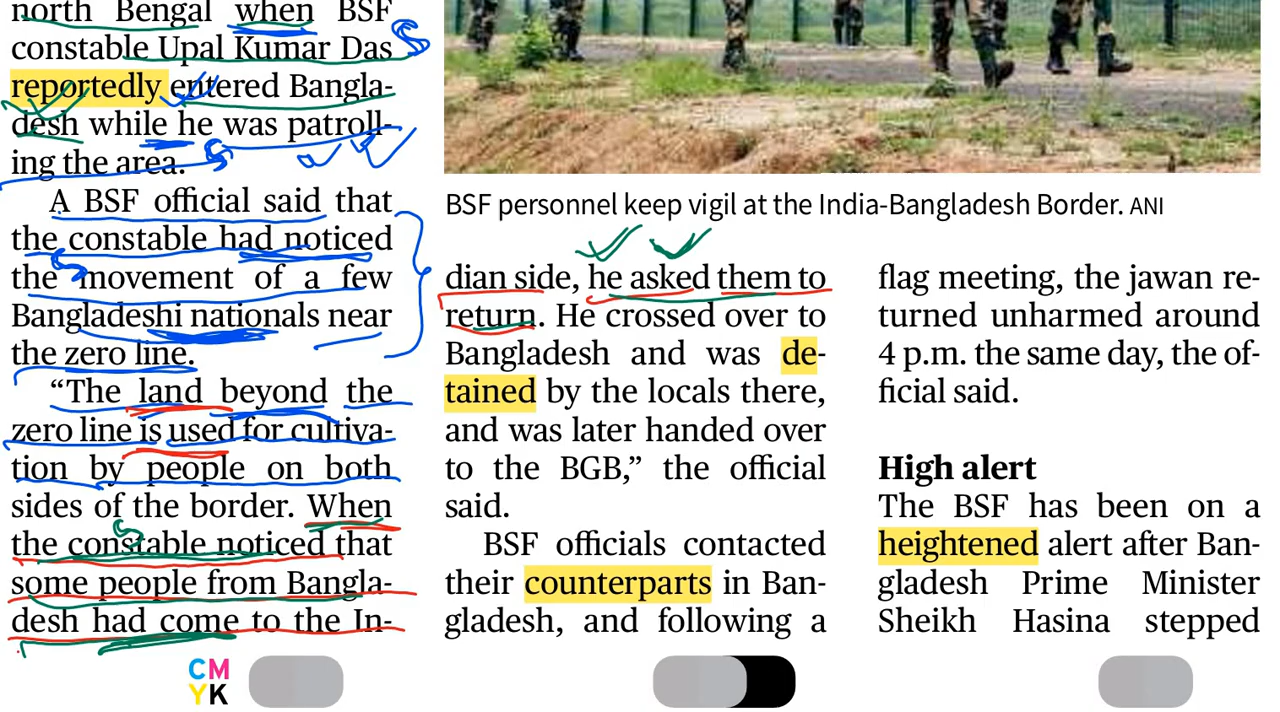 north Bengal when BSF
constable Upal Kumar Das
reportedly entered Bangla-
desh while he was patroll-
ing the area.
A BSF official said that
the constable had noticed
the movement of a few
Bangladeshi nationals near
the zero line.
“The land beyond the
zero line is used for cultiva-
tion by people on both
sides of the border. When
the constable noticed that
some people from Bangla-
desh had come to the In-
BSF personnel keep vigil at the India-Bangladesh Border. ANI
dian side, he asked them to
return. He crossed over to
Bangladesh and was de-
tained by the locals there,
and was later handed over
to the BGB,” the official
said.
BSF officials contacted
their counterparts in Ban-
gladesh, and following a
flag meeting, the jawan re-
turned unharmed around
4 p.m. the same day, the of-
ficial said.
High alert
The BSF has been on a
heightened alert after Ban-
gladesh Prime Minister
Sheikh Hasina stepped
CM
YK